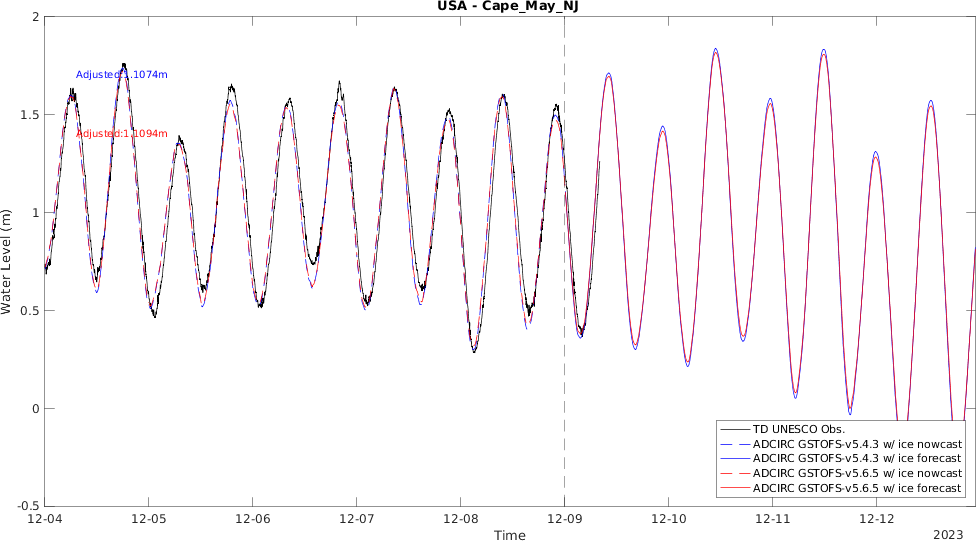 USA - Cape_May_NJ
2
1.5
1
0.5
0
-0.5
Water Level (m)
Adjusted:1.1074m
Adjusted:1.1094m
TD UNESCO Obs.
ADCIRC GSTOFS-v5.4.3 w/ ice nowcast
ADCIRC GSTOFS-v5.4.3 w/ ice forecast
ADCIRC GSTOFS-v5.6.5 w/ ice nowcast
ADCIRC GSTOFS-v5.6.5 w/ ice forecast
12-04 12-05 12-06 12-07 12-08 12-09 12-10 12-11 12-12
Time
2023